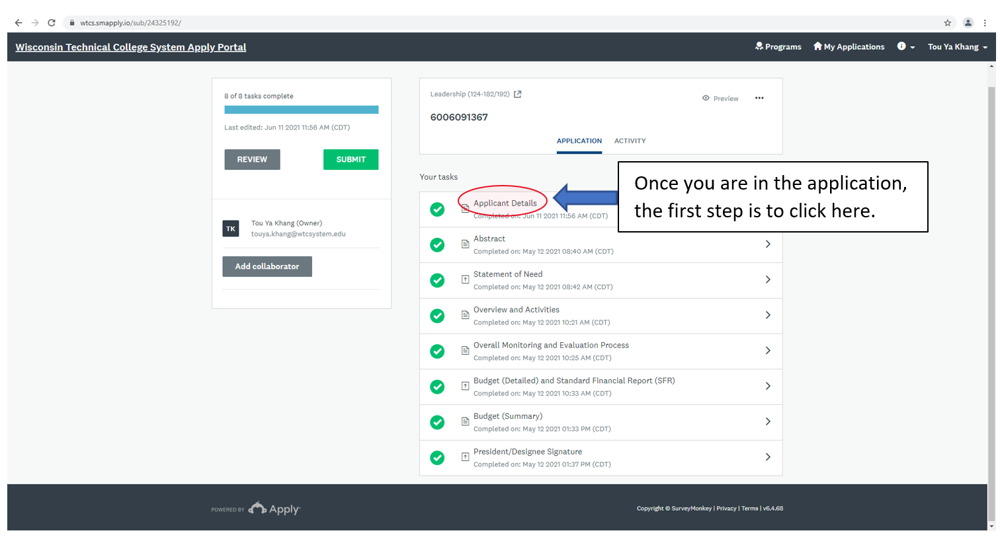 wtcs.smapply.io/sub/24325192/
Wisconsin Technical College System Apply Portal
Programs
My Applications
Tou Ya Khang
8 of 8 tasks complete
Last edited: Jun 11 2021 11:56 AM (CDT)
REVIEW
SUBMIT
Tou Ya Khang (Owner)
TK
touya.khang@wtcsystem.edu
Add collaborator
Leadership (124-182/192)
Preview
6006091367
APPLICATION
ACTIVITY
Your tasks
Once you are in the application,
the first step is to click here.
Applicant Details
Completed on: Jun 11 2021 11:56 AM (CDT)
Abstract
Completed on: May 12 2021 08:40 AM (CDT)
Statement of Need
Completed on: May 12 2021 08:42 AM (CDT)
Overview and Activities
Completed on: May 12 2021 10:21 AM (CDT)
Overall Monitoring and Evaluation Process
Completed on: May 12 2021 10:25 AM (CDT)
Budget (Detailed) and Standard Financial Report (SFR)
Completed on: May 12 2021 10:33 AM (CDT)
Budget (Summary)
Completed on: May 12 2021 01:33 PM (CDT)
President/Designee Signature
Completed on: May 12 2021 01:37 PM (CDT)
POWERED BY Apply
Copyright © SurveyMonkey | Privacy | Terms | v6.4.68